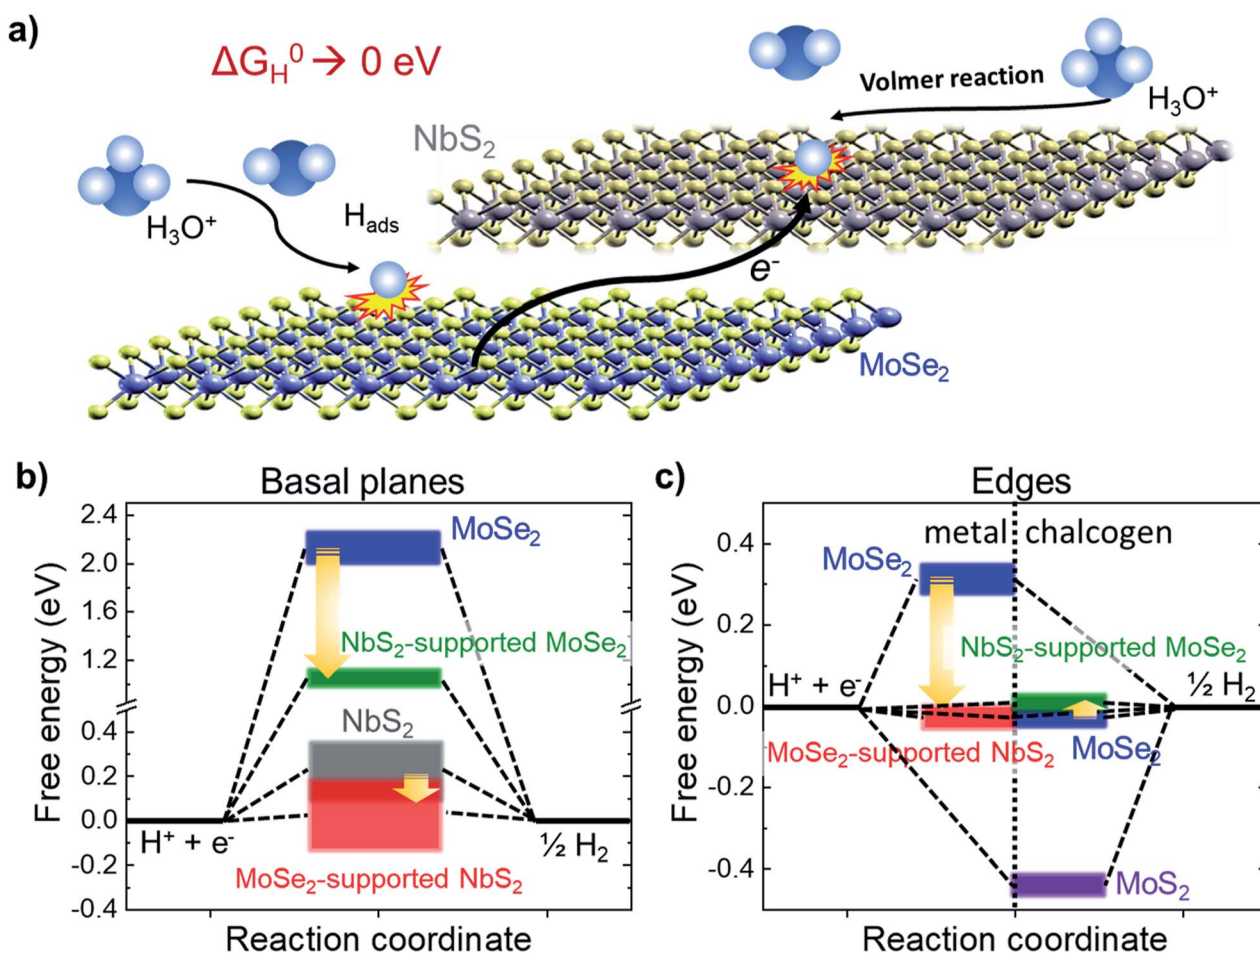 a)
ΔG_H⁰ → 0 eV
Volmer reaction
H₃O⁺
NbS₂
H₃O⁺
H_ads
e⁻
MoSe₂
b)
Basal planes
2.4
2.0
1.6
1.2
0.4
0.2
0.0
-0.2
-0.4
Free energy (eV)
MoSe₂
NbS₂-supported MoSe₂
NbS₂
H⁺ + e⁻
½ H₂
MoSe₂-supported NbS₂
Reaction coordinate
c)
Edges
0.4
0.2
0.0
-0.2
-0.4
Free energy (eV)
metal chalcogen
MoSe₂
NbS₂-supported MoSe₂
H⁺ + e⁻
½ H₂
MoSe₂-supported NbS₂
MoSe₂
MoS₂
Reaction coordinate